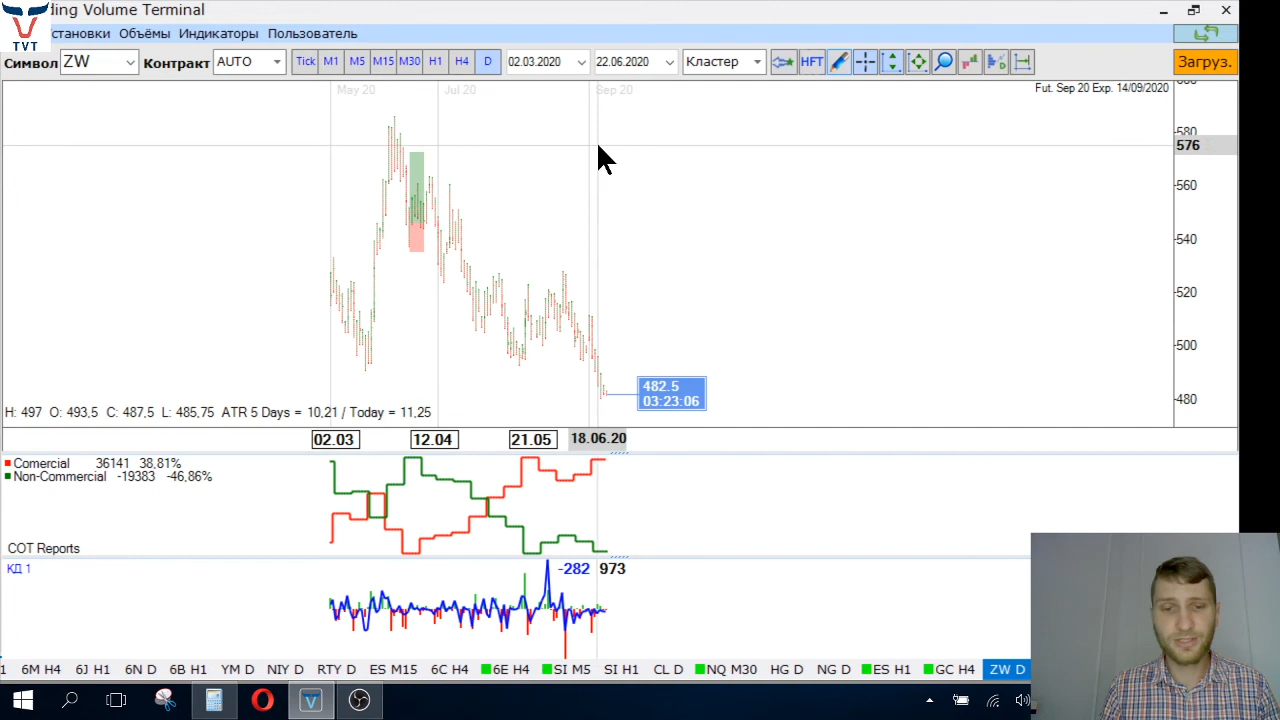 ding Volume Terminal
TVT
становки Объёмы Индикаторы Пользователь
Символ ZW Контракт AUTO Tick M1 M5 M15 M30 H1 H4 D 02.03.2020 22.06.2020 Кластер HFT Загруз.
May 20 Jul 20 Sep 20 Fut. Sep 20 Exp. 14/09/2020
580
576
560
540
520
500
482.5
03:23:06
480
H: 497 O: 493,5 C: 487,5 L: 485,75 ATR 5 Days = 10,21 / Today = 11,25
02.03 12.04 21.05 18.06.20
Comercial 36141 38,81%
Non-Commercial -19383 -46,86%
COT Reports
КД 1 -282 973
1 6M H4 6J H1 6N D 6B H1 YM D NIY D RTY D ES M15 6C H4 6E H4 SI M5 SI H1 CL D NQ M30 HG D NG D ES H1 GC H4 ZW D